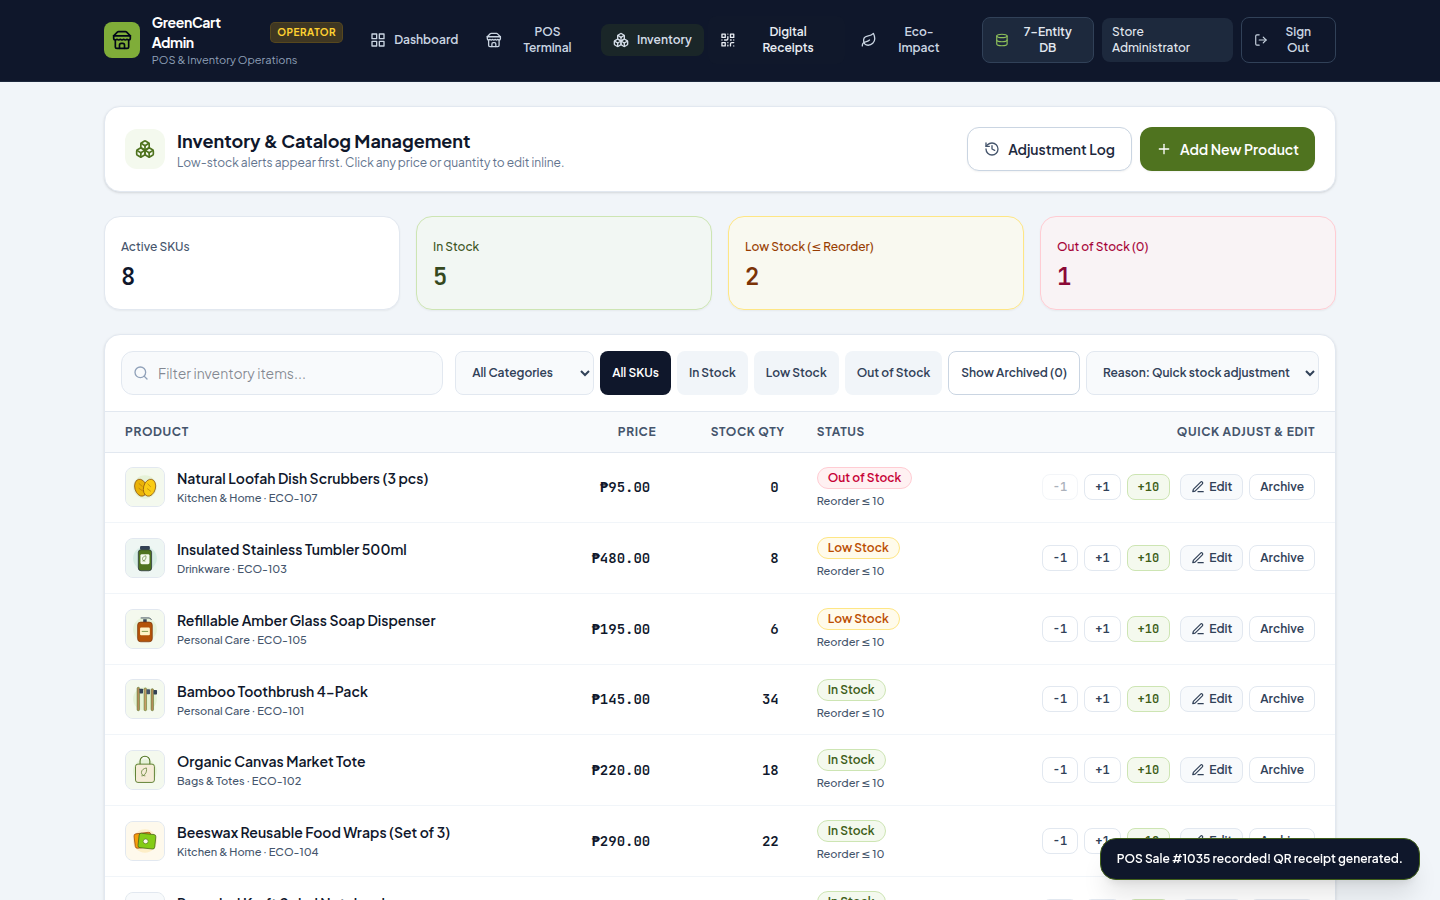 GreenCart Admin
POS & Inventory Operations
OPERATOR
Dashboard
POS Terminal
Inventory
Digital Receipts
Eco-Impact
7-Entity DB
Store Administrator
Sign Out
Inventory & Catalog Management
Low-stock alerts appear first. Click any price or quantity to edit inline.
Adjustment Log
Add New Product
Active SKUs
8
In Stock
5
Low Stock (≤ Reorder)
2
Out of Stock (0)
1
Filter inventory items...
All Categories
All SKUs
In Stock
Low Stock
Out of Stock
Show Archived (0)
Reason: Quick stock adjustment
PRODUCT PRICE STOCK QTY STATUS QUICK ADJUST & EDIT
Natural Loofah Dish Scrubbers (3 pcs)
Kitchen & Home · ECO-107
₱95.00 0 Out of Stock
Reorder ≤ 10
-1 +1 +10 Edit Archive
Insulated Stainless Tumbler 500ml
Drinkware · ECO-103
₱480.00 8 Low Stock
Reorder ≤ 10
-1 +1 +10 Edit Archive
Refillable Amber Glass Soap Dispenser
Personal Care · ECO-105
₱195.00 6 Low Stock
Reorder ≤ 10
-1 +1 +10 Edit Archive
Bamboo Toothbrush 4-Pack
Personal Care · ECO-101
₱145.00 34 In Stock
Reorder ≤ 10
-1 +1 +10 Edit Archive
Organic Canvas Market Tote
Bags & Totes · ECO-102
₱220.00 18 In Stock
Reorder ≤ 10
-1 +1 +10 Edit Archive
Beeswax Reusable Food Wraps (Set of 3)
Kitchen & Home · ECO-104
₱290.00 22 In Stock
Reorder ≤ 10
-1
POS Sale #1035 recorded! QR receipt generated.